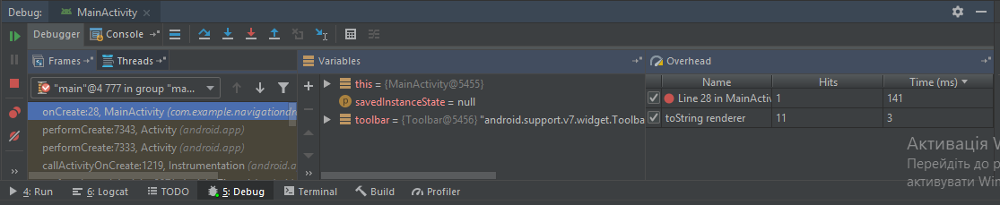 Debug: MainActivity
Debugger Console
Frames Threads Variables Overhead
"main"@4 777 in group "ma...
this = {MainActivity@5455}
savedInstanceState = null
toolbar = {Toolbar@5456} "android.support.v7.widget.Toolba
Name Hits Time (ms)
Line 28 in MainActiv 1 141
toString renderer 11 3
onCreate:28, MainActivity (com.example.navigationdr
performCreate:7343, Activity (android.app)
performCreate:7333, Activity (android.app)
callActivityOnCreate:1219, Instrumentation (android.a
Активація W
Перейдіть до р
активувати Win
4: Run 6: Logcat TODO 5: Debug Terminal Build Profiler